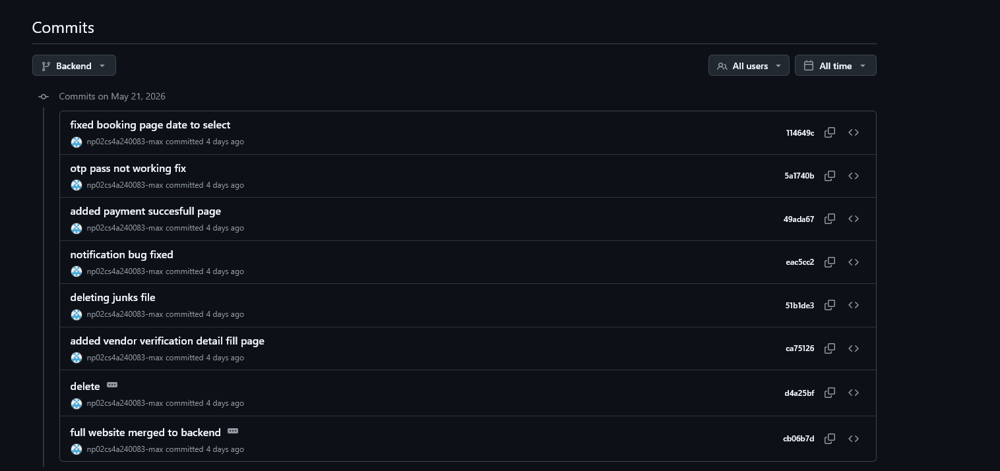 Commits
Backend
All users
All time
Commits on May 21, 2026
fixed booking page date to select
np02cs4a240083-max committed 4 days ago
114649c
otp pass not working fix
np02cs4a240083-max committed 4 days ago
5a1740b
added payment succesfull page
np02cs4a240083-max committed 4 days ago
49ada67
notification bug fixed
np02cs4a240083-max committed 4 days ago
eac5cc2
deleting junks file
np02cs4a240083-max committed 4 days ago
51b1de3
added vendor verification detail fill page
np02cs4a240083-max committed 4 days ago
ca75126
delete
np02cs4a240083-max committed 4 days ago
d4a25bf
full website merged to backend
np02cs4a240083-max committed 4 days ago
cb06b7d